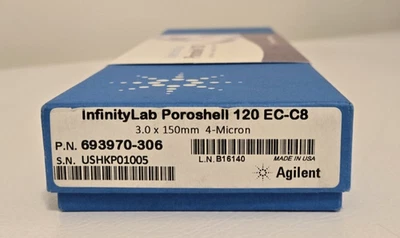 InfinityLab Poroshell 120 EC-C8
3.0 x 150mm 4-Micron
P.N. 693970-306
S.N. USHKP01005
L.N. B16140
MADE IN USA
Agilent